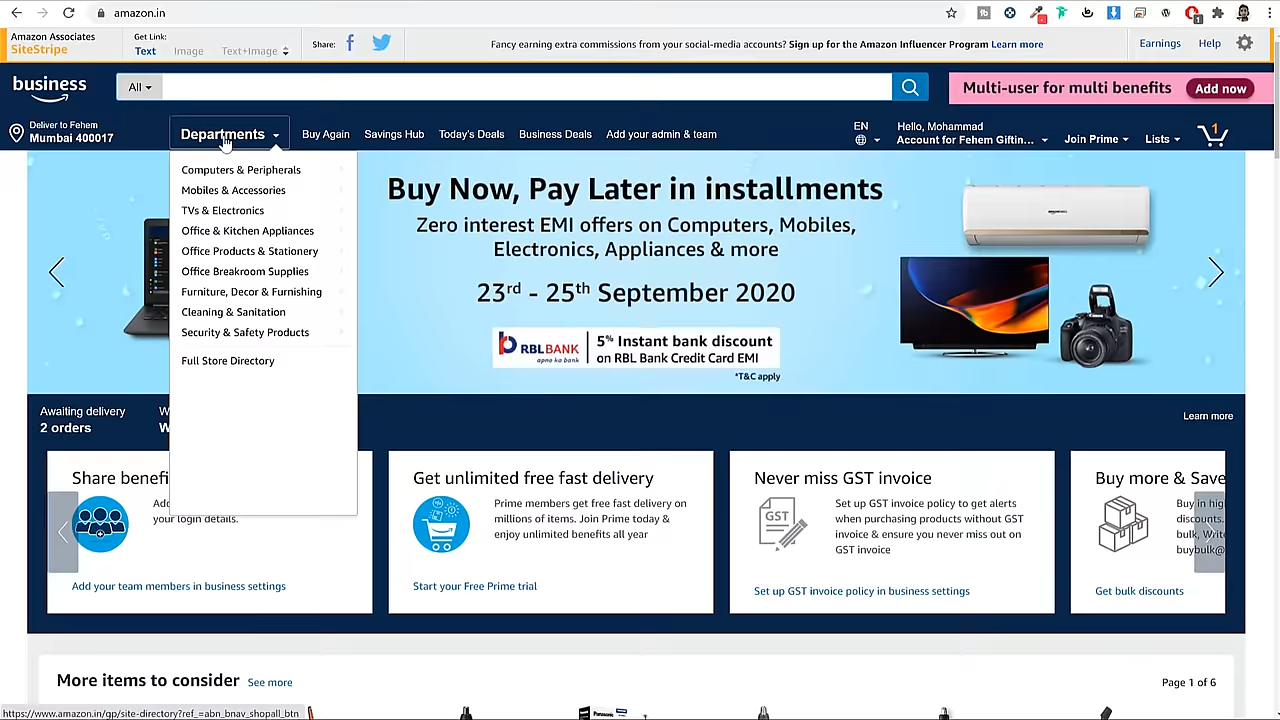 amazon.in
Amazon Associates
SiteStripe
Get Link:
Text
Image
Text+Image
Share:
Fancy earning extra commissions from your social-media accounts? Sign up for the Amazon Influencer Program Learn more
Earnings
Help
business
All
Multi-user for multi benefits
Add now
Deliver to Fehem
Mumbai 400017
Departments
Buy Again
Savings Hub
Today's Deals
Business Deals
Add your admin & team
EN
Hello, Mohammad
Account for Fehem Giftin...
Join Prime
Lists
1
Computers & Peripherals
Mobiles & Accessories
TVs & Electronics
Office & Kitchen Appliances
Office Products & Stationery
Office Breakroom Supplies
Furniture, Decor & Furnishing
Cleaning & Sanitation
Security & Safety Products
Full Store Directory
Buy Now, Pay Later in installments
Zero interest EMI offers on Computers, Mobiles,
Electronics, Appliances & more
23rd - 25th September 2020
RBLBANK
apno ka bank
5% Instant bank discount
on RBL Bank Credit Card EMI
*T&C apply
Awaiting delivery
2 orders
W
W
Learn more
Share benefi
Add
your login details.
Add your team members in business settings
Get unlimited free fast delivery
Prime members get free fast delivery on
millions of items. Join Prime today &
enjoy unlimited benefits all year
Start your Free Prime trial
Never miss GST invoice
GST
Set up GST invoice policy to get alerts
when purchasing products without GST
invoice & ensure you never miss out on
GST invoice
Set up GST invoice policy in business settings
Buy more & Save
Buy in hig
discounts.
bulk, Writ
buybulk@
Get bulk discounts
More items to consider
See more
Page 1 of 6
Panasonic
https://www.amazon.in/gp/site-directory?ref_=abn_bnav_shopall_btn